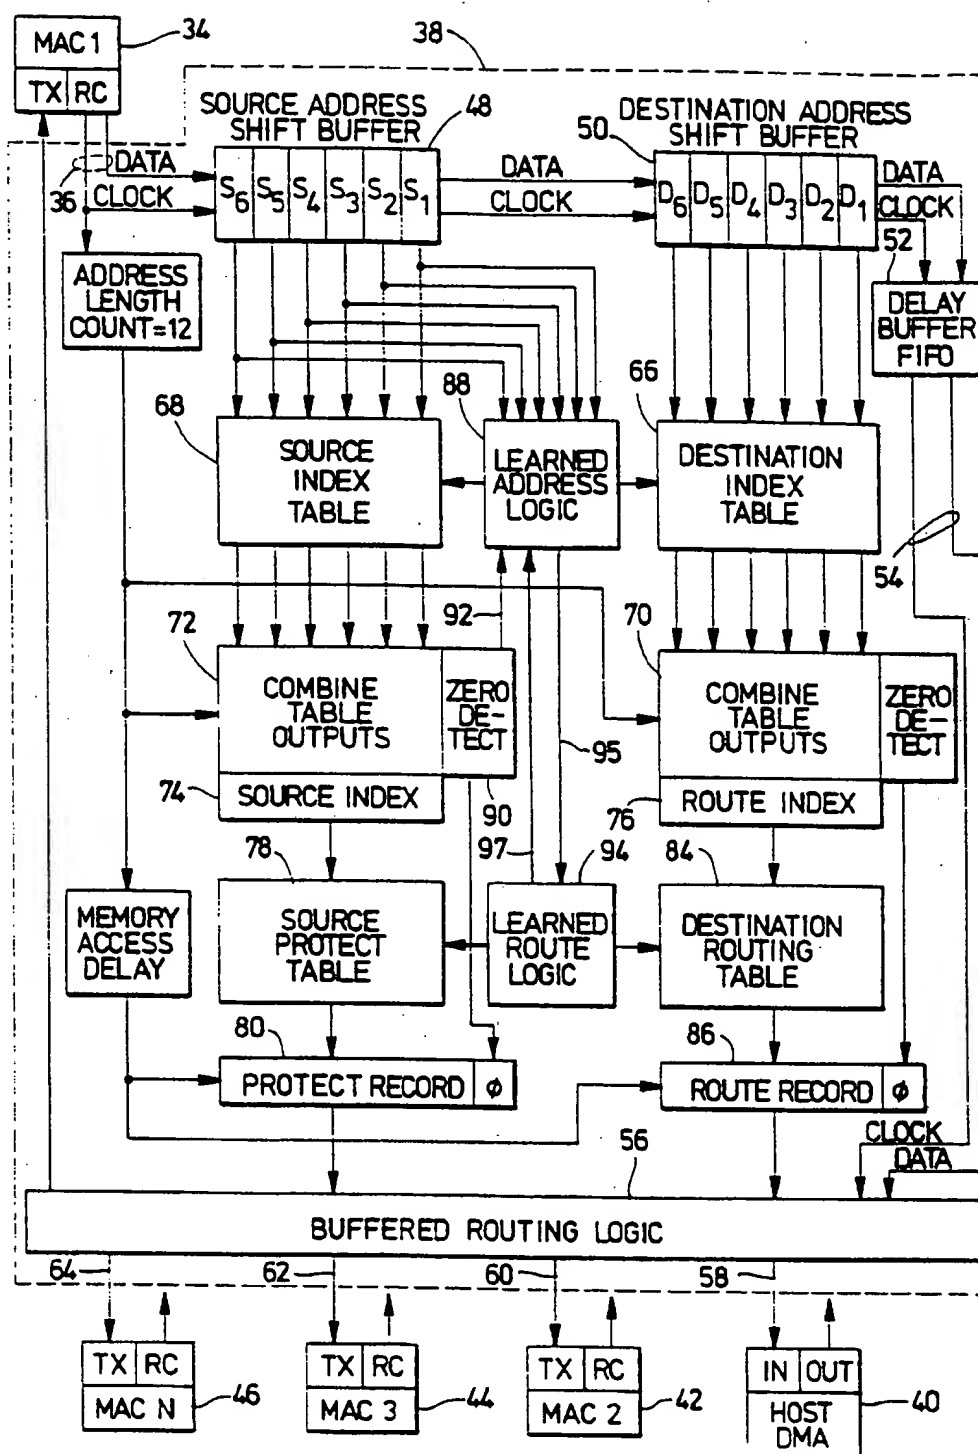 MAC 1
34
38
TX RC
SOURCE ADDRESS
SHIFT BUFFER
48
DESTINATION ADDRESS
SHIFT BUFFER
50
36
DATA
CLOCK
S6 S5 S4 S3 S2 S1
DATA
CLOCK
D6 D5 D4 D3 D2 D1
DATA
CLOCK
52
ADDRESS
LENGTH
COUNT=12
DELAY
BUFFER
FIFO
68
SOURCE
INDEX
TABLE
88
LEARNED
ADDRESS
LOGIC
66
DESTINATION
INDEX
TABLE
54
72
COMBINE
TABLE
OUTPUTS
ZERO
DE-
TECT
92
95
70
COMBINE
TABLE
OUTPUTS
ZERO
DE-
TECT
74
SOURCE INDEX
90
76
ROUTE INDEX
78
97
94
84
MEMORY
ACCESS
DELAY
SOURCE
PROTECT
TABLE
LEARNED
ROUTE
LOGIC
DESTINATION
ROUTING
TABLE
80
PROTECT RECORD ϕ
86
ROUTE RECORD ϕ
CLOCK
DATA
56
BUFFERED ROUTING LOGIC
64
62
60
58
TX RC
MAC N
46
TX RC
MAC 3
44
TX RC
MAC 2
42
IN OUT
HOST
DMA
40